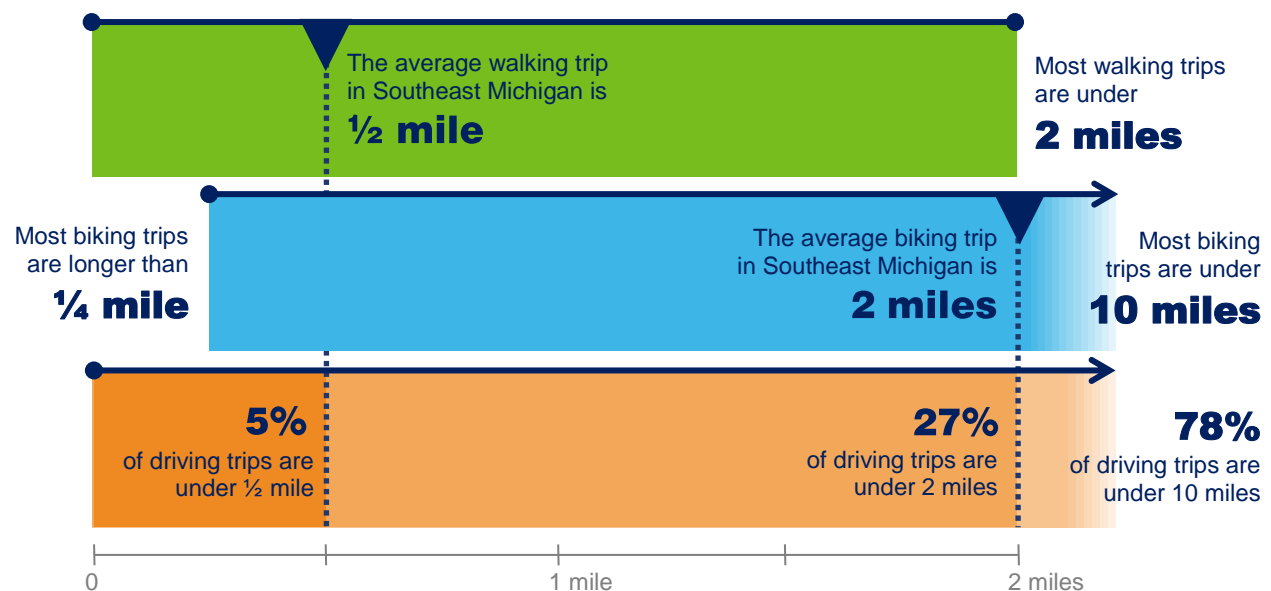 The average walking trip
in Southeast Michigan is
½ mile
Most walking trips
are under
2 miles
Most biking trips
are longer than
¼ mile
The average biking trip
in Southeast Michigan is
2 miles
Most biking
trips are under
10 miles
5%
of driving trips are
under ½ mile
27%
of driving trips are
under 2 miles
78%
of driving trips are
under 10 miles
0
1 mile
2 miles